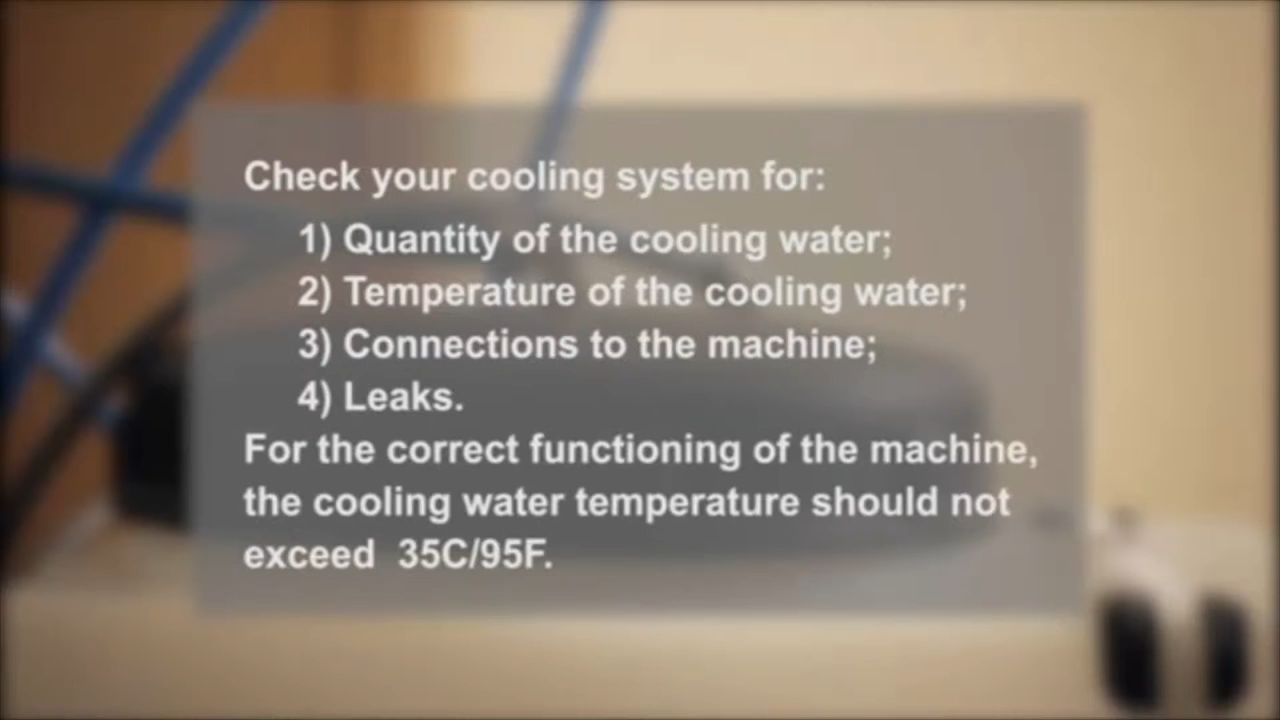 Check your cooling system for:
1) Quantity of the cooling water;
2) Temperature of the cooling water;
3) Connections to the machine;
4) Leaks.
For the correct functioning of the machine,
the cooling water temperature should not
exceed 35C/95F.